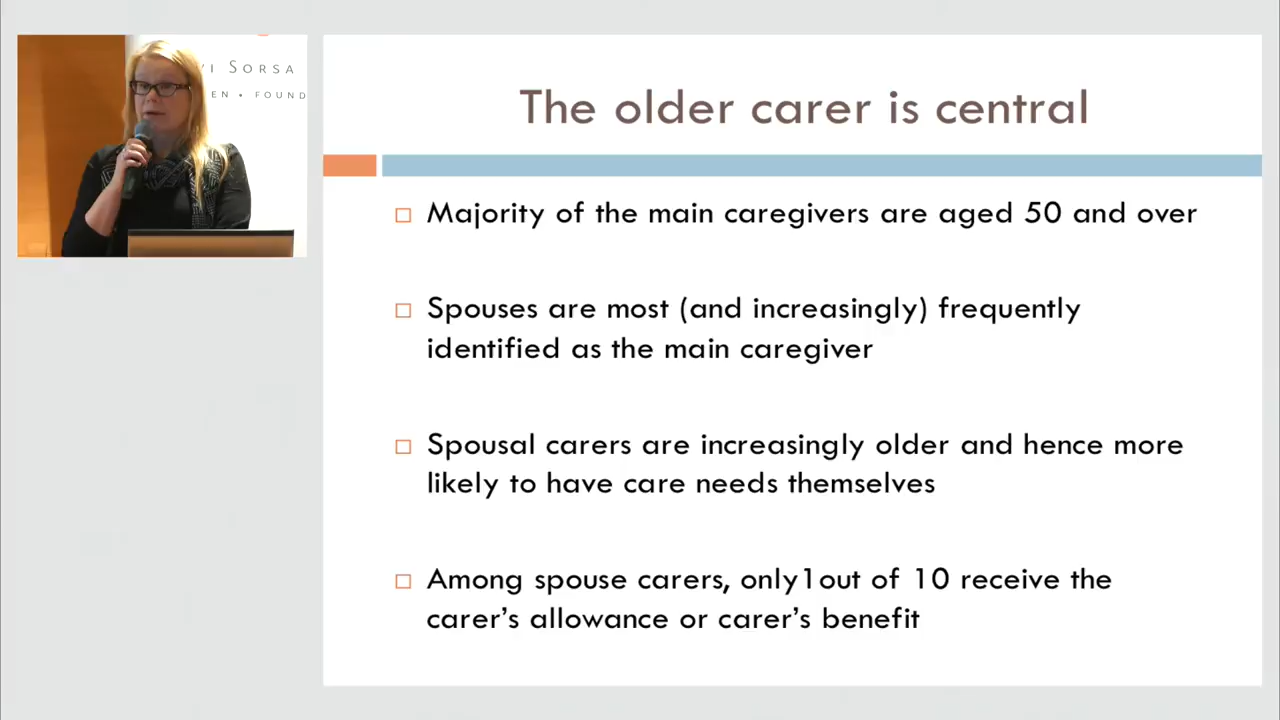 VI SORSA
EN • FOUND
The older carer is central
Majority of the main caregivers are aged 50 and over
Spouses are most (and increasingly) frequently
identified as the main caregiver
Spousal carers are increasingly older and hence more
likely to have care needs themselves
Among spouse carers, only1out of 10 receive the
carer’s allowance or carer’s benefit